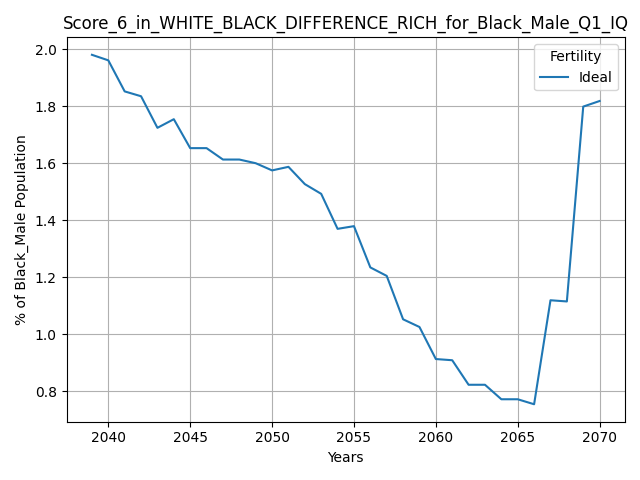 Score_6_in_WHITE_BLACK_DIFFERENCE_RICH_for_Black_Male_Q1_IQ
Fertility
Ideal
% of Black_Male Population
2.0
1.8
1.6
1.4
1.2
1.0
0.8
2040 2045 2050 2055 2060 2065 2070
Years